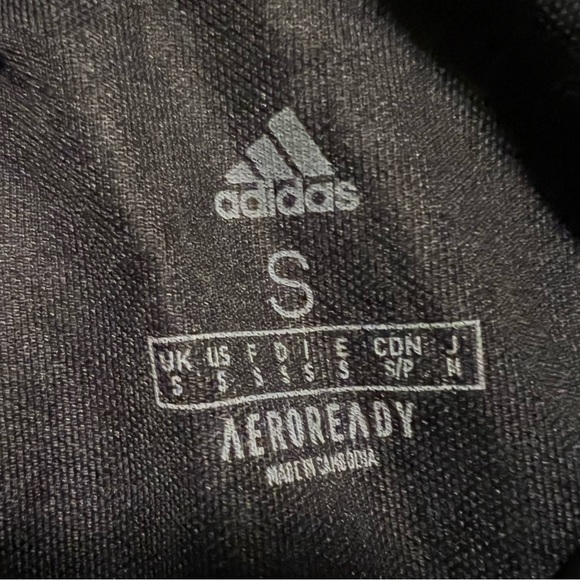 adidas
S
UK US F D I E CDN J
S S S S S S S/P M
AEROREADY
MADE IN CAMBODIA